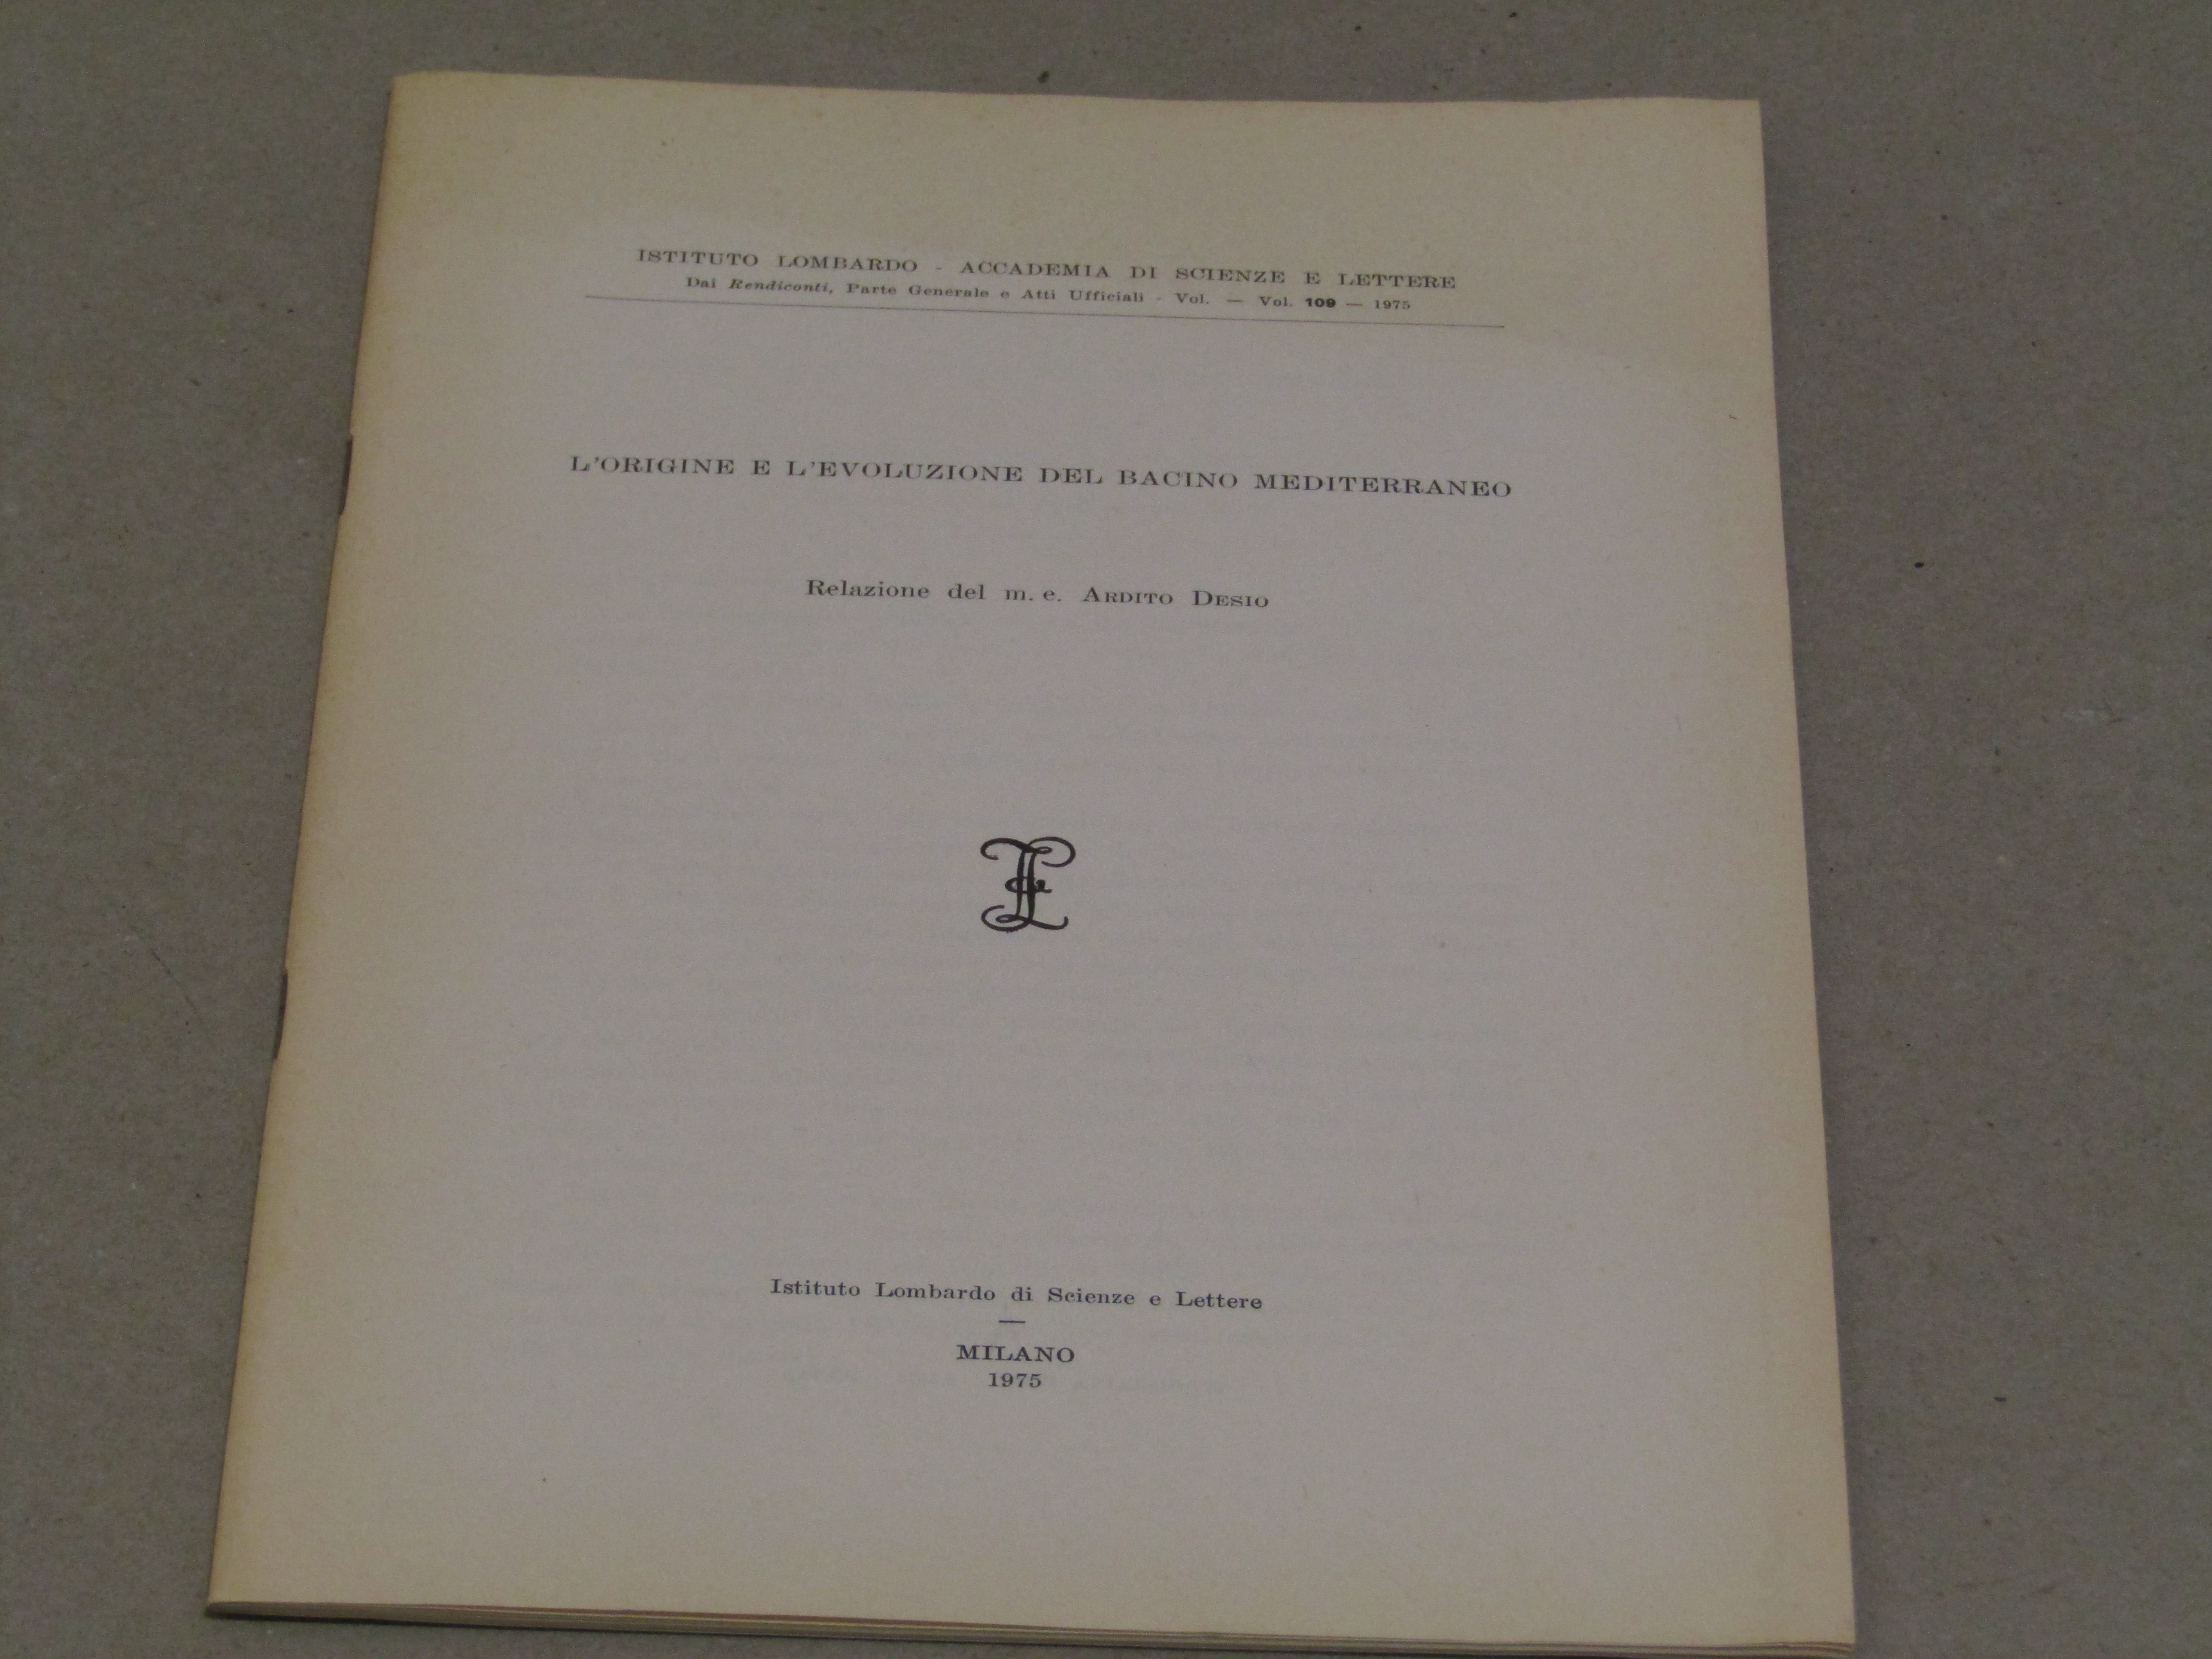 ISTITUTO LOMBARDO - ACCADEMIA DI SCIENZE E LETTERE
Dai Rendiconti, Parte Generale e Atti Ufficiali - Vol. — Vol. 109 — 1975
L'ORIGINE E L'EVOLUZIONE DEL BACINO MEDITERRANEO
Relazione del m. e. ARDITO DESIO
Istituto Lombardo di Scienze e Lettere
MILANO
1975